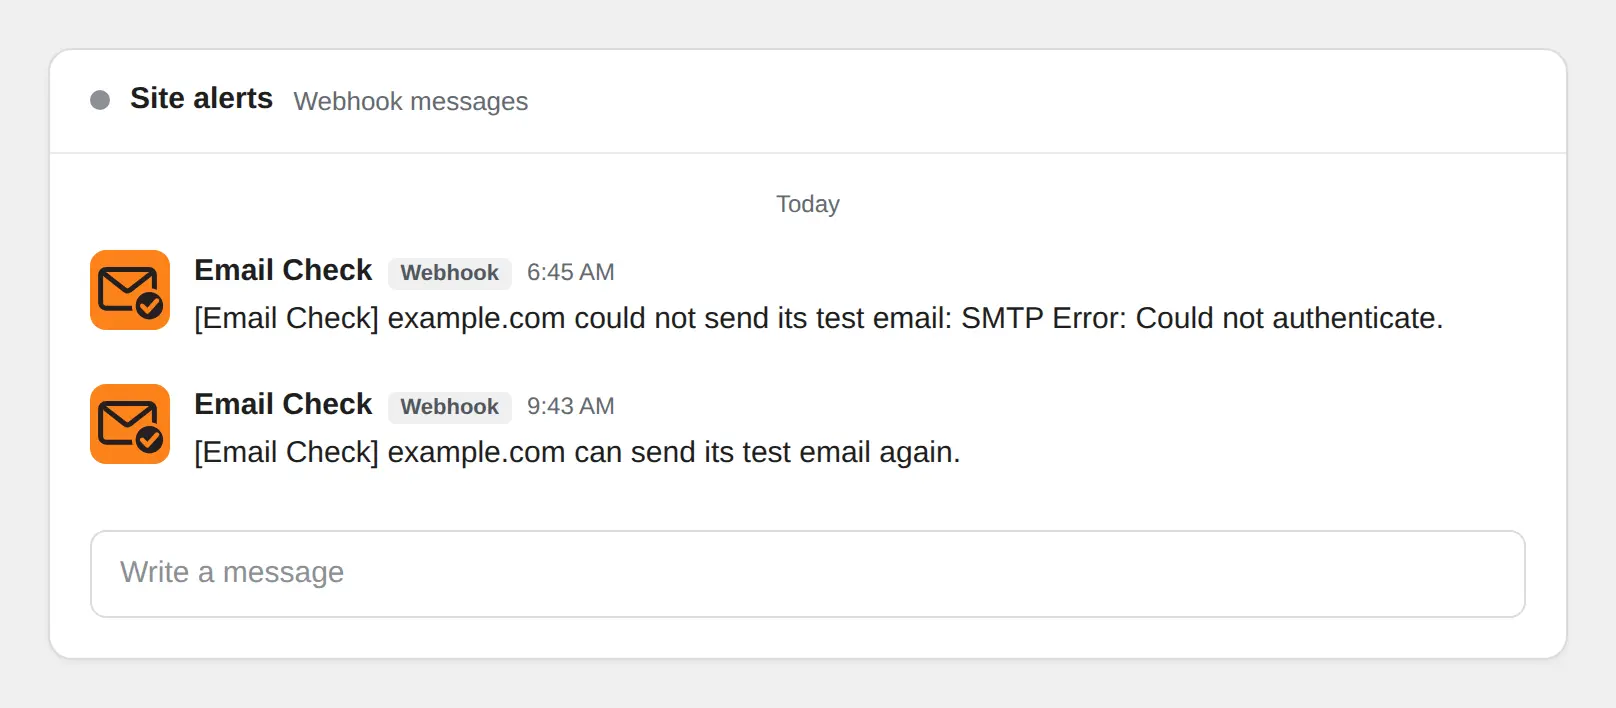 Site alerts Webhook messages
Today
Email Check Webhook 6:45 AM
[Email Check] example.com could not send its test email: SMTP Error: Could not authenticate.
Email Check Webhook 9:43 AM
[Email Check] example.com can send its test email again.
Write a message